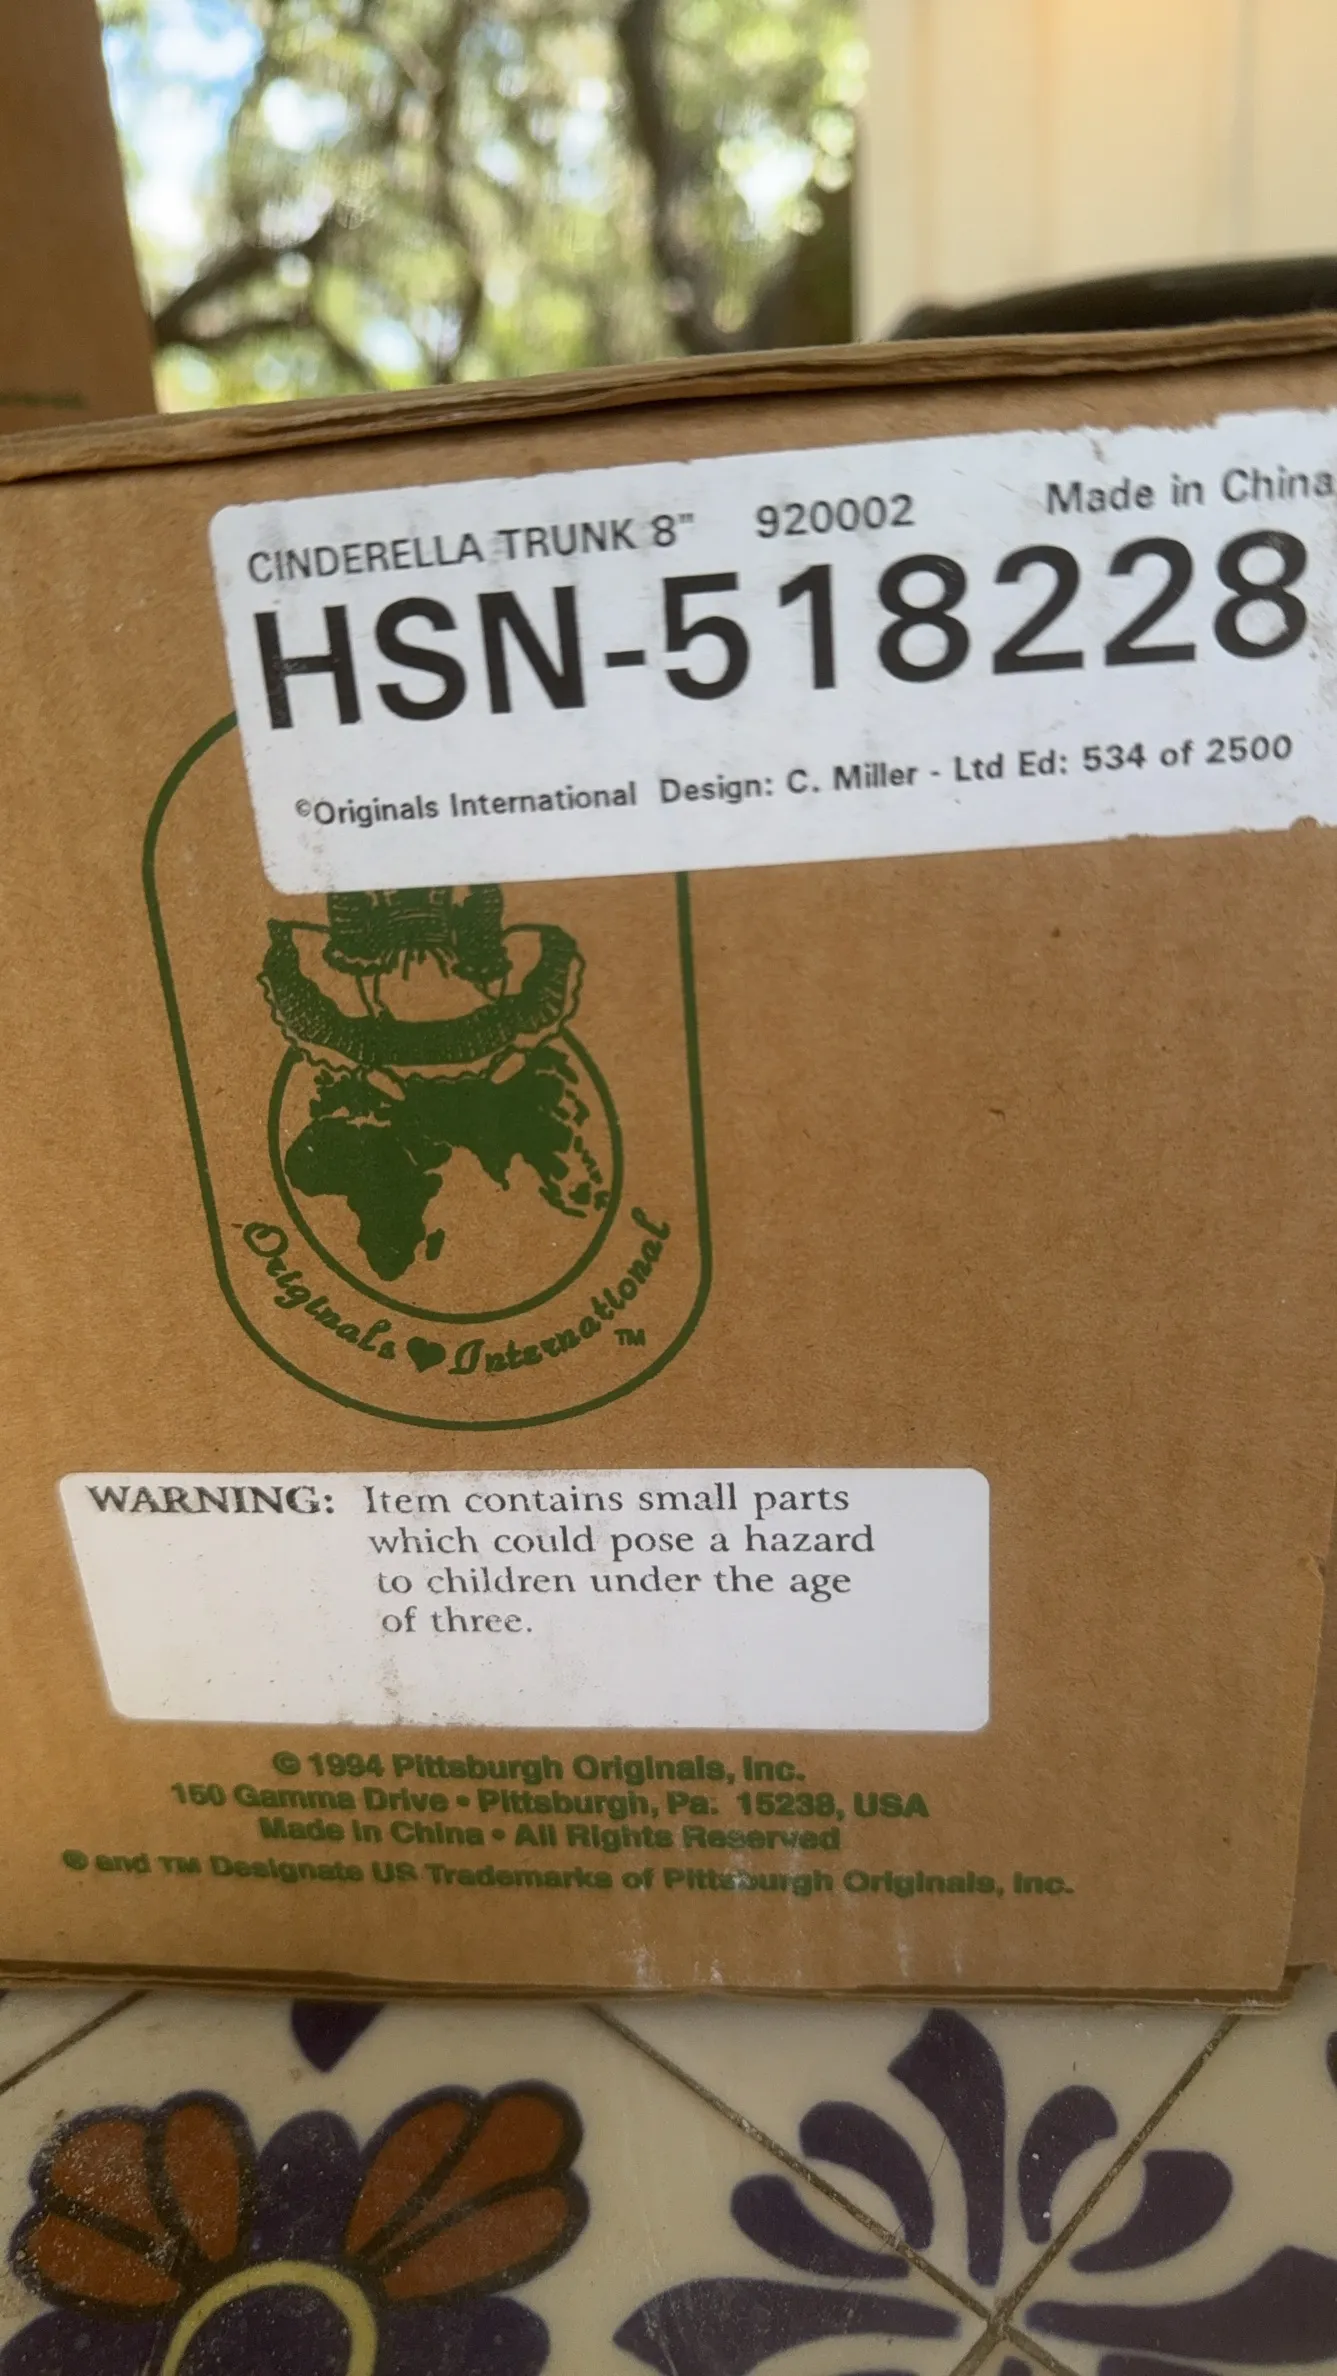 CINDERELLA TRUNK 8" 920002 Made in China
HSN-518228
©Originals International Design: C. Miller - Ltd Ed: 534 of 2500
Originals ♥ International
TM
WARNING: Item contains small parts
which could pose a hazard
to children under the age
of three.
© 1994 Pittsburgh Originals, Inc.
150 Gamma Drive • Pittsburgh, Pa. 15238, USA
Made in China • All Rights Reserved
® and TM Designate US Trademarks of Pittsburgh Originals, Inc.